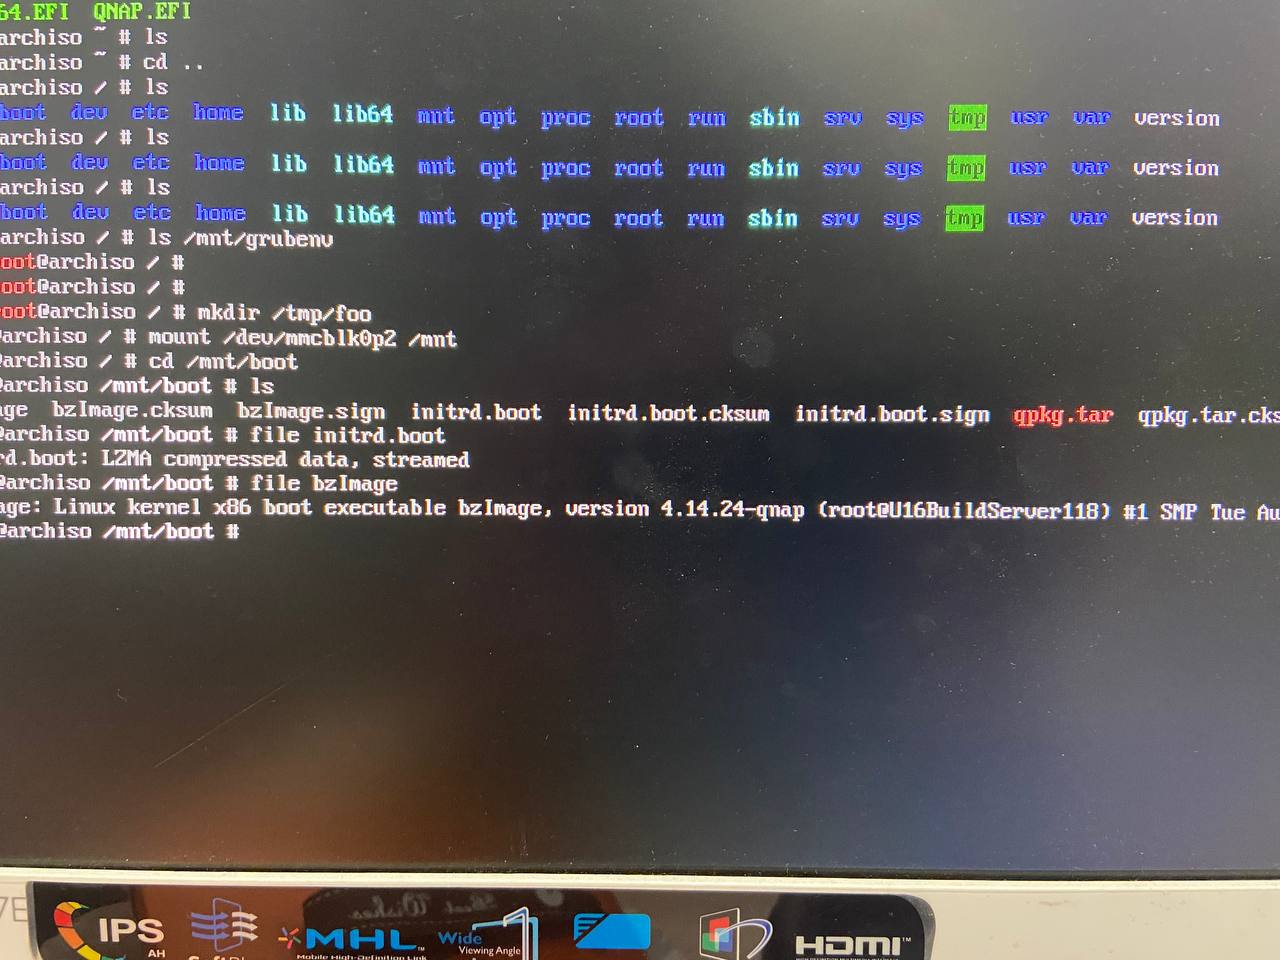 64.EFI QNAP.EFI
archiso ~ # ls
archiso ~ # cd ..
archiso / # ls
boot dev etc home lib lib64 mnt opt proc root run sbin srv sys tmp usr var version
archiso / # ls
boot dev etc home lib lib64 mnt opt proc root run sbin srv sys tmp usr var version
archiso / # ls
boot dev etc home lib lib64 mnt opt proc root run sbin srv sys tmp usr var version
archiso / # ls /mnt/grubenv
oot@archiso / #
oot@archiso / #
root@archiso / # mkdir /tmp/foo
@archiso / # mount /dev/mmcblk0p2 /mnt
@archiso / # cd /mnt/boot
@archiso /mnt/boot # ls
age bzImage.cksum bzImage.sign initrd.boot initrd.boot.cksum initrd.boot.sign qpkg.tar qpkg.tar.cks
@archiso /mnt/boot # file initrd.boot
rd.boot: LZMA compressed data, streamed
@archiso /mnt/boot # file bzImage
age: Linux kernel x86 boot executable bzImage, version 4.14.24-qnap (root@U16BuildServer118) #1 SMP Tue Au
@archiso /mnt/boot #
7E
IPS
AH
MHL™
Mobile High-Definition Link
Wide
Viewing Angle
HDMI™
Best Wishes